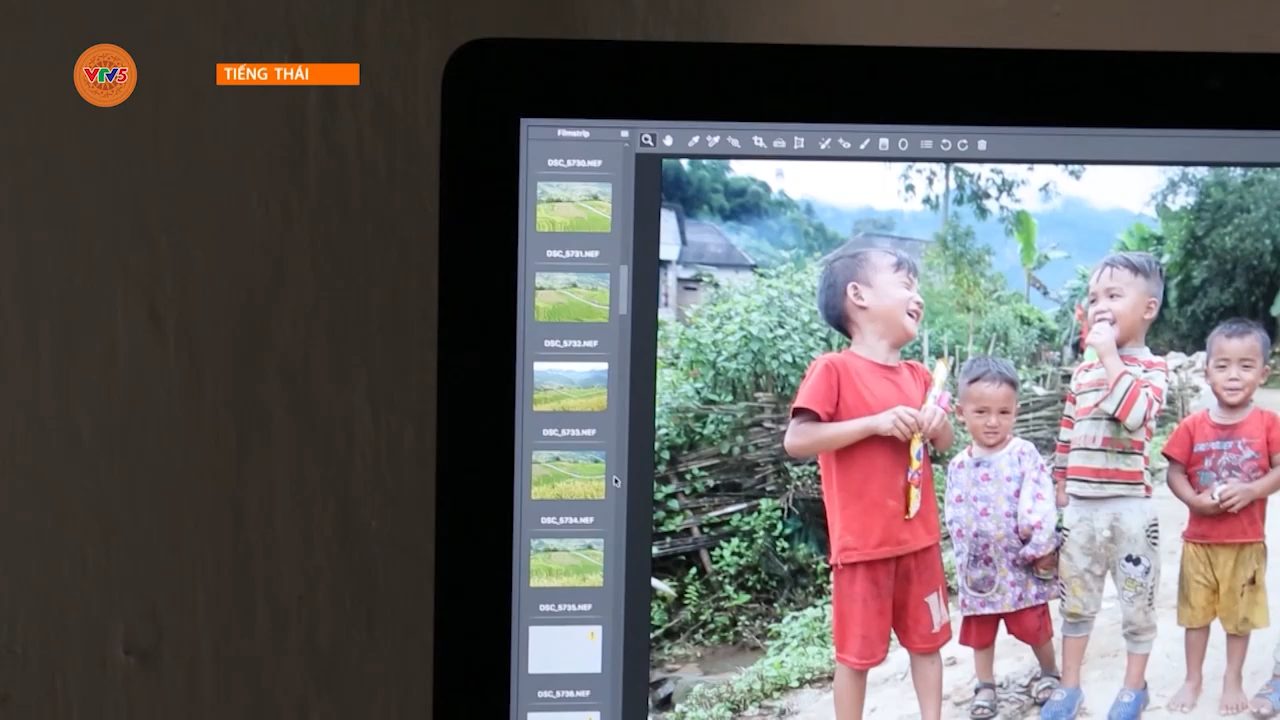 VTV5
TIẾNG THÁI
Filmstrip
DSC_5730.NEF
DSC_5731.NEF
DSC_5732.NEF
DSC_5733.NEF
DSC_5734.NEF
DSC_5735.NEF
DSC_5736.NEF